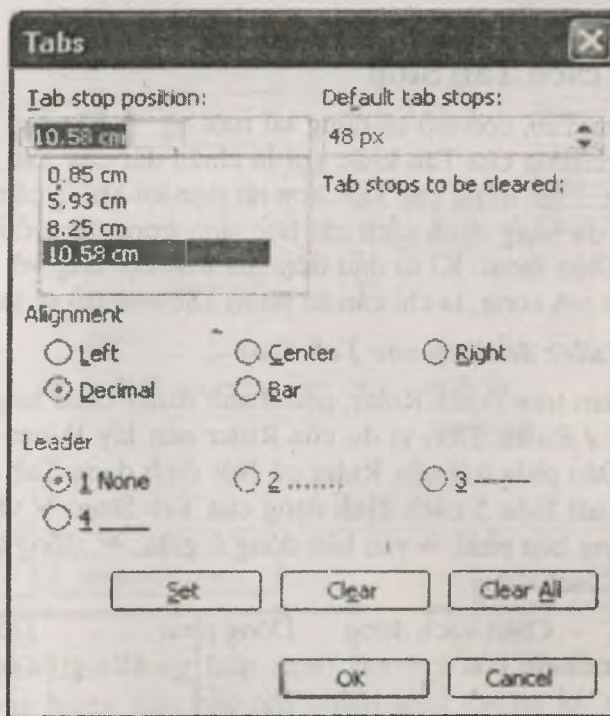 Tabs
Tab stop position: Default tab stops:
10.58 cm 48 px
Tab stops to be cleared:
0.85 cm
5.93 cm
8.25 cm
10.58 cm
Alignment
Left Center Right
Decimal Bar
Leader
1 None 2 ........ 3 -------
4 ____
Set Clear Clear All
OK Cancel